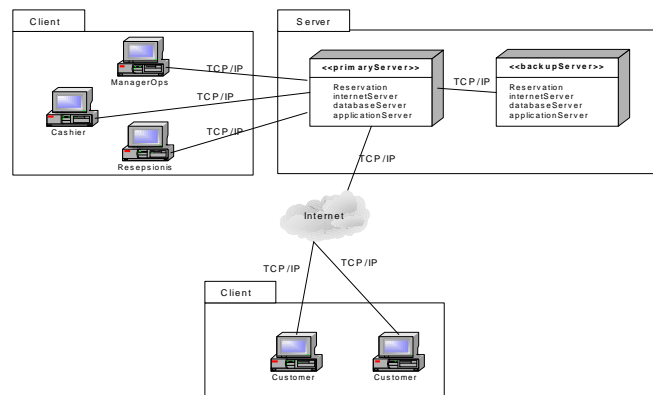 Client
Server
ManagerOps
Cashier
Resepsionis
TCP/IP
TCP/IP
TCP/IP
<<primaryServer>>
Reservation
internetServer
databaseServer
applicationServer
TCP/IP
<<backupServer>>
Reservation
internetServer
databaseServer
applicationServer
TCP/IP
Internet
TCP/IP
TCP/IP
Client
Customer
Customer